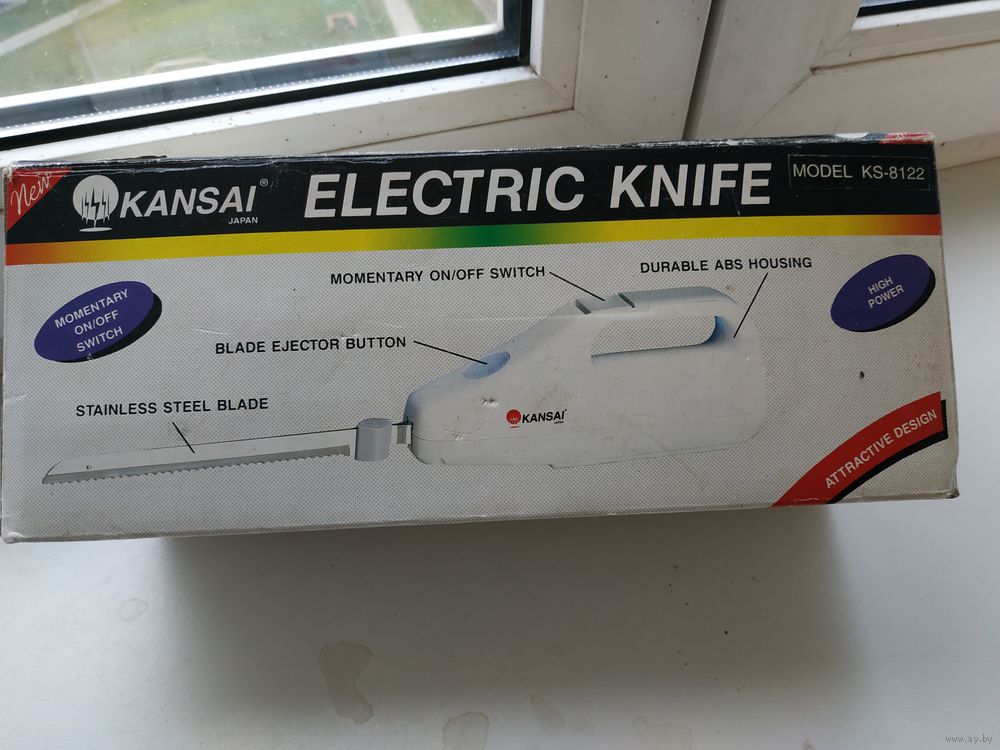 New
KANSAI®
JAPAN
ELECTRIC KNIFE
MODEL KS-8122
MOMENTARY
ON/OFF
SWITCH
MOMENTARY ON/OFF SWITCH
DURABLE ABS HOUSING
HIGH
POWER
BLADE EJECTOR BUTTON
STAINLESS STEEL BLADE
KANSAI®
JAPAN
ATTRACTIVE DESIGN
www.ay.by